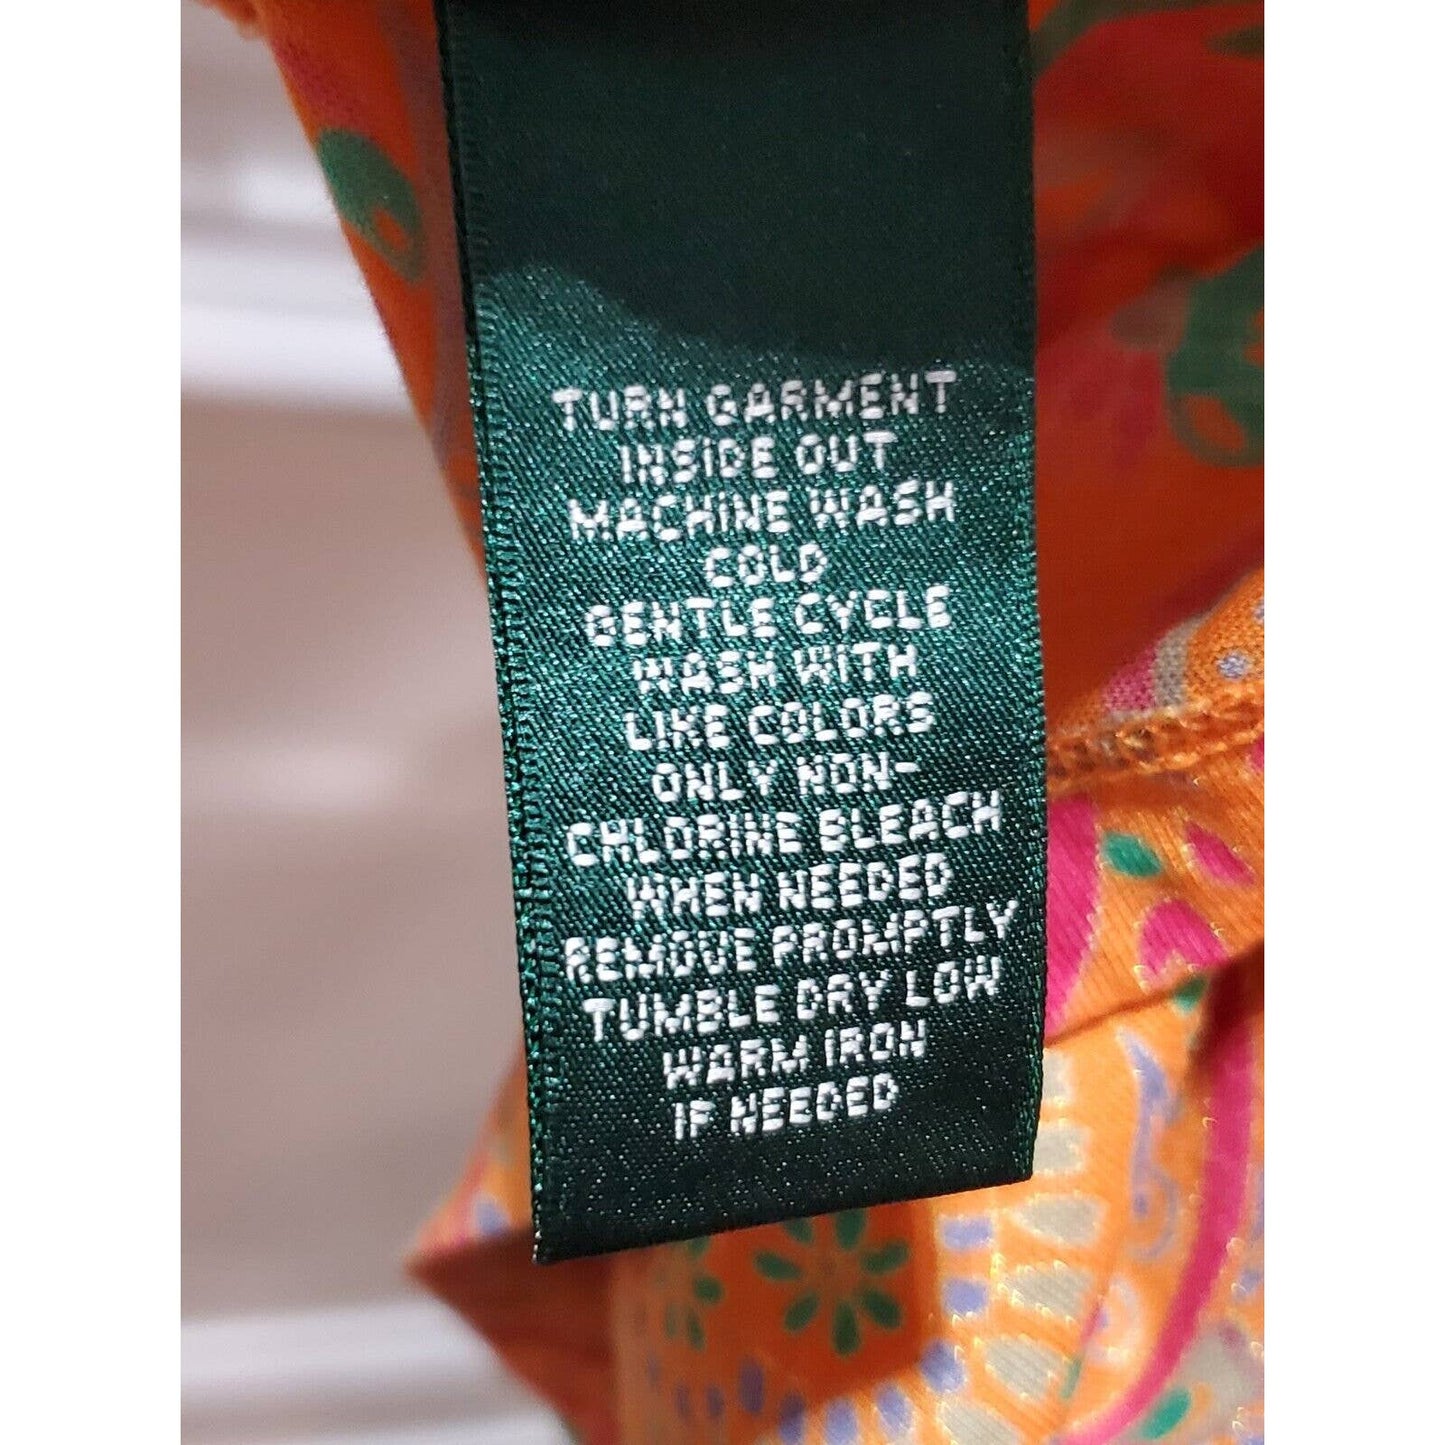 TURN GARMENT
INSIDE OUT
MACHINE WASH
COLD
GENTLE CYCLE
WASH WITH
LIKE COLORS
ONLY NON-
CHLORINE BLEACH
WHEN NEEDED
REMOVE PROMPTLY
TUMBLE DRY LOW
WARM IRON
IF NEEDED